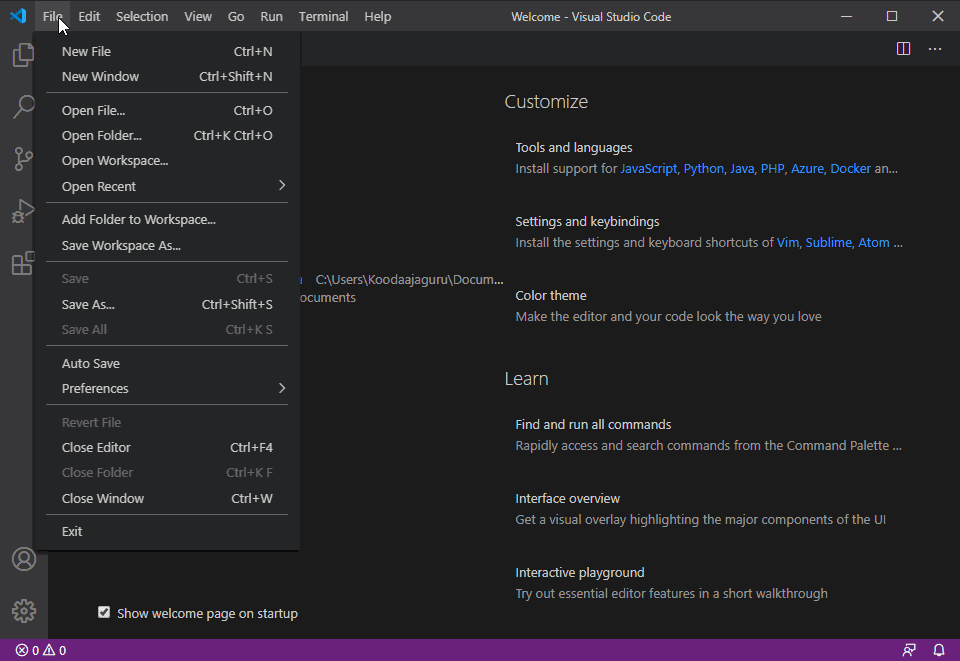 File Edit Selection View Go Run Terminal Help Welcome - Visual Studio Code
New File Ctrl+N
New Window Ctrl+Shift+N
Open File... Ctrl+O
Open Folder... Ctrl+K Ctrl+O
Open Workspace...
Open Recent
Add Folder to Workspace...
Save Workspace As...
Save Ctrl+S
Save As... Ctrl+Shift+S
Save All Ctrl+K S
Auto Save
Preferences
Revert File
Close Editor Ctrl+F4
Close Folder Ctrl+K F
Close Window Ctrl+W
Exit
C:\Users\Koodaajaguru\Docum...
ocuments
Show welcome page on startup
Customize
Tools and languages
Install support for JavaScript, Python, Java, PHP, Azure, Docker an...
Settings and keybindings
Install the settings and keyboard shortcuts of Vim, Sublime, Atom ...
Color theme
Make the editor and your code look the way you love
Learn
Find and run all commands
Rapidly access and search commands from the Command Palette ...
Interface overview
Get a visual overlay highlighting the major components of the UI
Interactive playground
Try out essential editor features in a short walkthrough
0 0